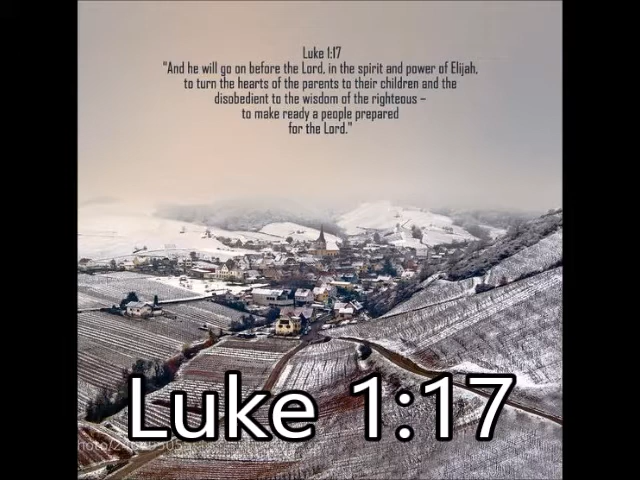 Luke 1:17
"And he will go on before the Lord, in the spirit and power of Elijah,
to turn the hearts of the parents to their children and the
disobedient to the wisdom of the righteous –
to make ready a people prepared
for the Lord."
Luke 1:17